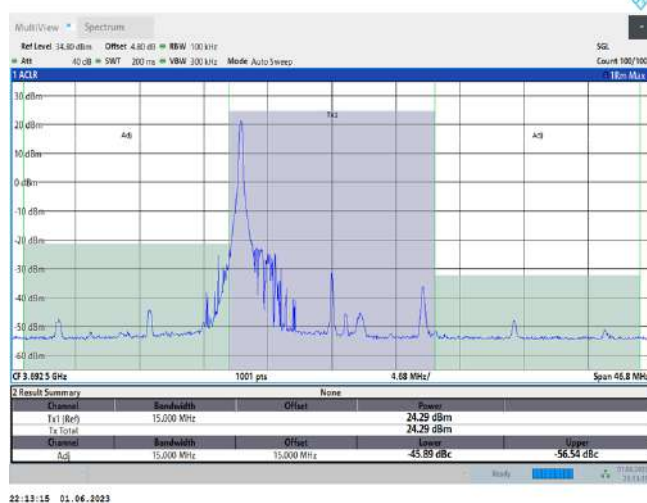 MultiView Spectrum
Ref Level 34.80 dBm Offset 4.80 dB RBW 100 kHz SGL
Att 40 dB SWT 200 ms VBW 300 kHz Mode Auto Sweep Count 100/100
1 ACLR 1Rm Max
30 dBm
Tx1
20 dBm
Adj Adj
10 dBm
0 dBm
-10 dBm
-20 dBm
-30 dBm
-40 dBm
-50 dBm
-60 dBm
CF 3.6925 GHz 1001 pts 4.68 MHz/ Span 46.8 MHz
2 Result Summary None
Channel Bandwidth Offset Power
Tx1 (Ref) 15.000 MHz 24.29 dBm
Tx Total 24.29 dBm
Channel Bandwidth Offset Lower Upper
Adj 15.000 MHz 15.000 MHz -45.89 dBc -56.54 dBc
Ready
22:13:15 01.06.2023